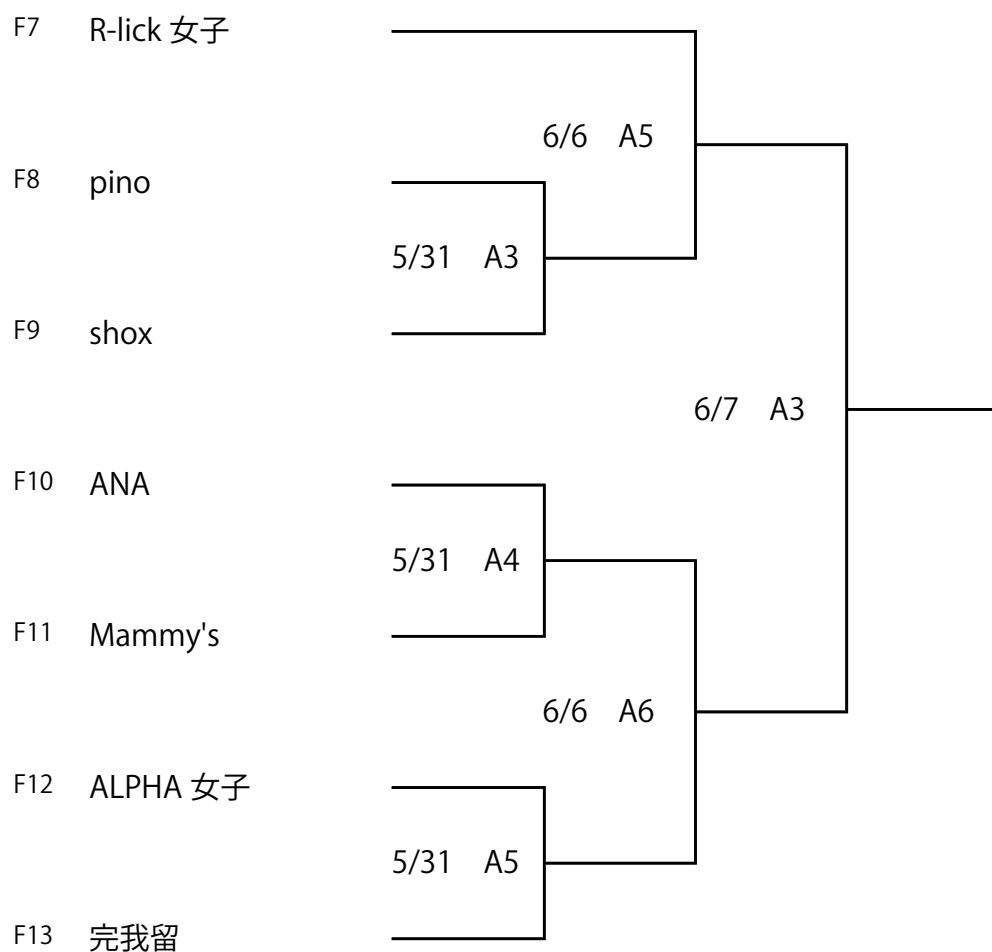 F7 R-lick 女子
6/6 A5
F8 pino
5/31 A3
F9 shox
6/7 A3
F10 ANA
5/31 A4
F11 Mammy's
6/6 A6
F12 ALPHA 女子
5/31 A5
F13 完我留